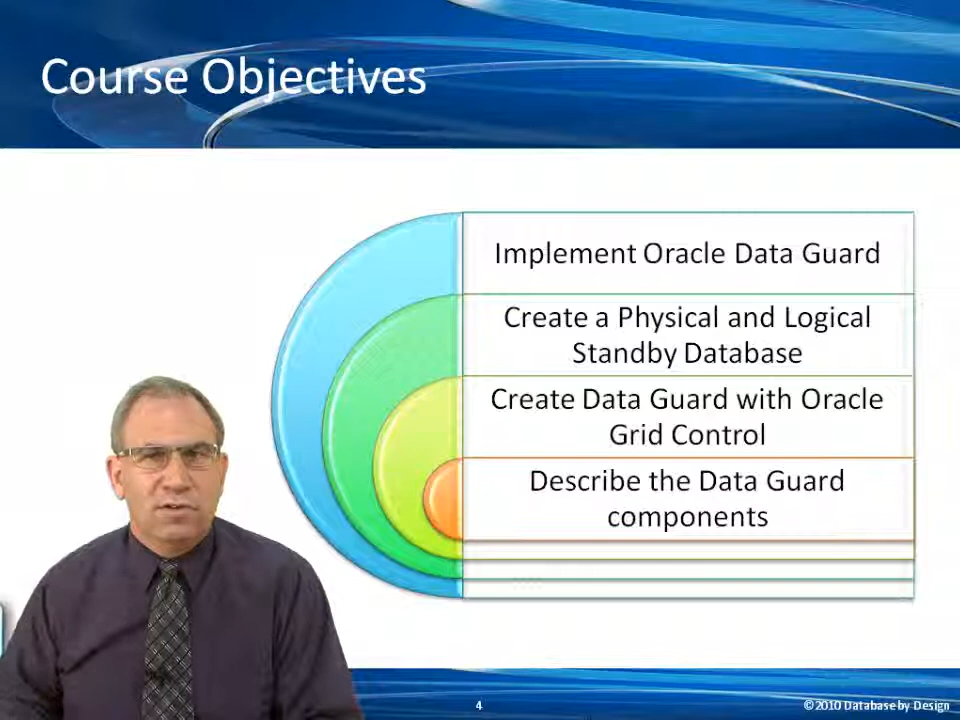 Course Objectives
Implement Oracle Data Guard
Create a Physical and Logical
Standby Database
Create Data Guard with Oracle
Grid Control
Describe the Data Guard
components
4
©2010 Database by Design